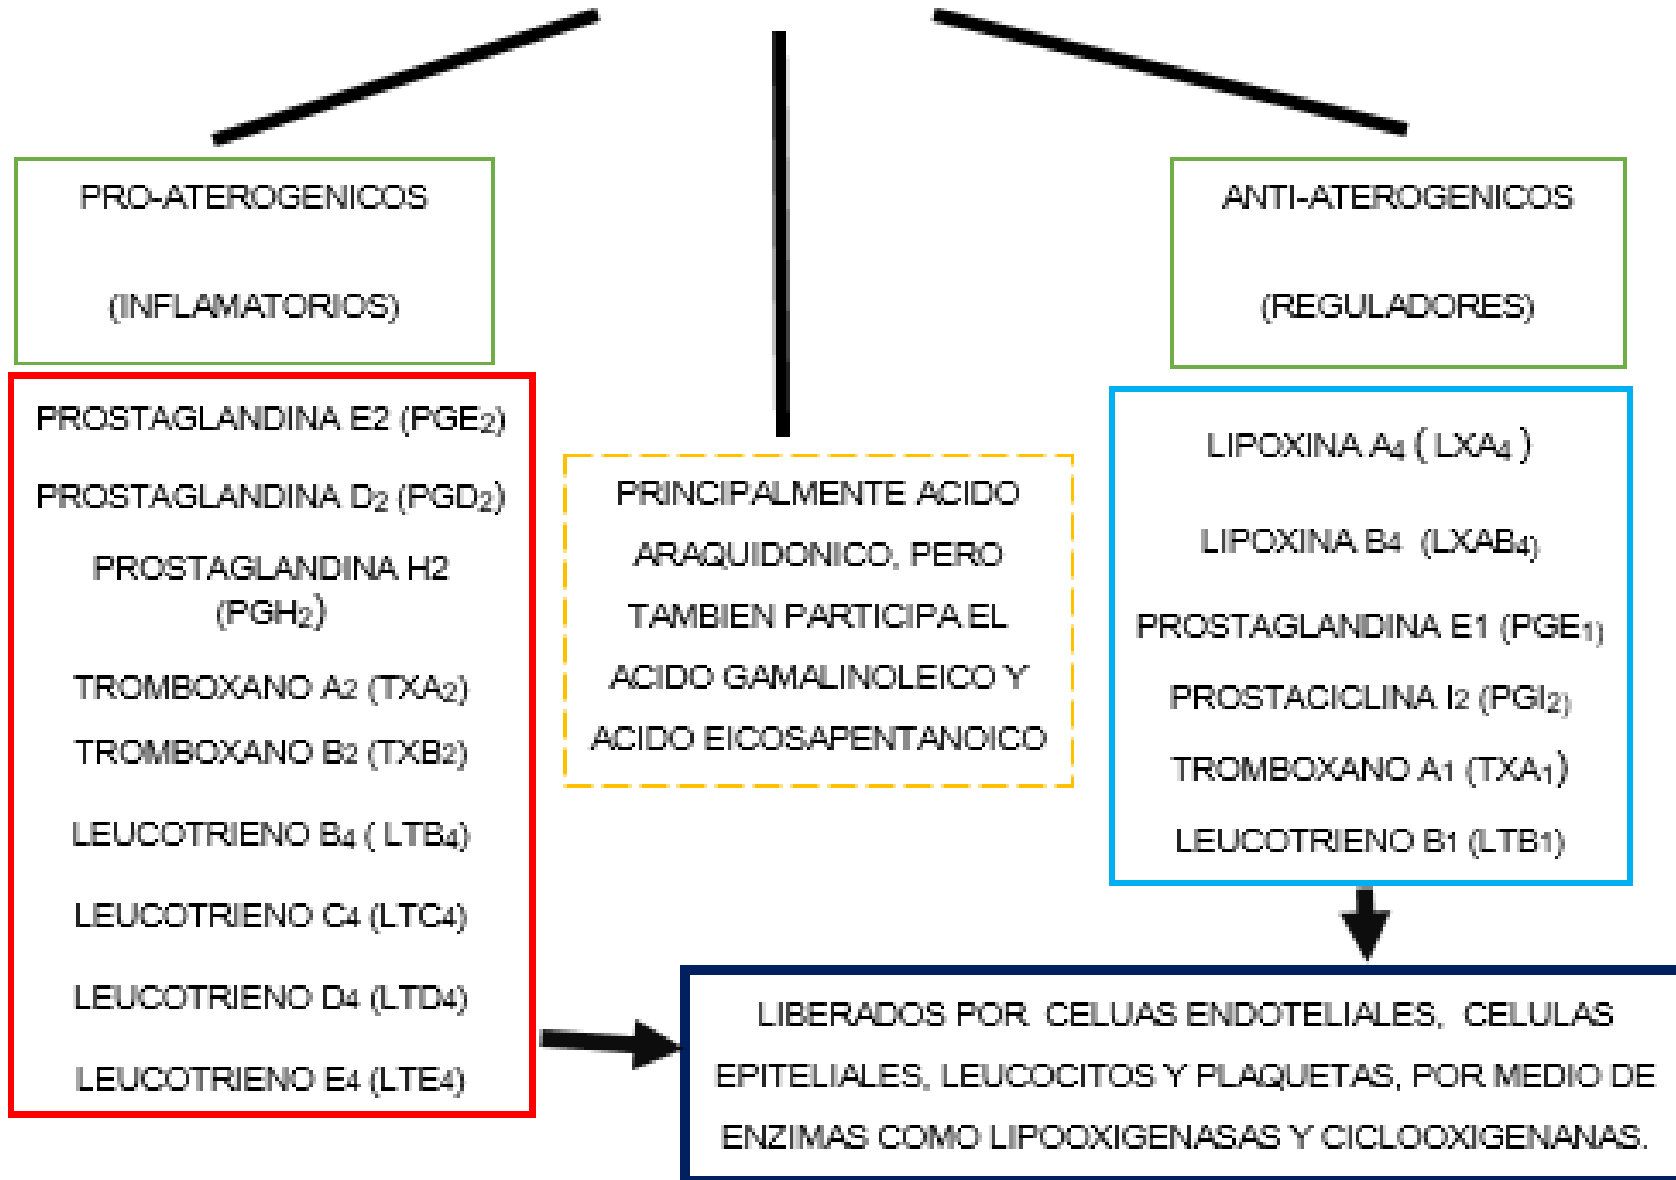 PRO-ATEROGENICOS
(INFLAMATORIOS)
PROSTAGLANDINA E2 (PGE2)
PROSTAGLANDINA D2 (PGD2)
PROSTAGLANDINA H2
(PGH2)
TROMBOXANO A2 (TXA2)
TROMBOXANO B2 (TXB2)
LEUCOTRIENO B4 ( LTB4)
LEUCOTRIENO C4 (LTC4)
LEUCOTRIENO D4 (LTD4)
LEUCOTRIENO E4 (LTE4)
PRINCIPALMENTE ACIDO
ARAQUIDONICO, PERO
TAMBIEN PARTICIPA EL
ACIDO GAMALINOLEICO Y
ACIDO EICOSAPENTANOICO
ANTI-ATEROGENICOS
(REGULADORES)
LIPOXINA A4 ( LXA4 )
LIPOXINA B4 (LXAB4)
PROSTAGLANDINA E1 (PGE1)
PROSTACICLINA I2 (PGI2)
TROMBOXANO A1 (TXA1)
LEUCOTRIENO B1 (LTB1)
LIBERADOS POR CELUAS ENDOTELIALES, CELULAS
EPITELIALES, LEUCOCITOS Y PLAQUETAS, POR MEDIO DE
ENZIMAS COMO LIPOOXIGENASAS Y CICLOOXIGENANAS.